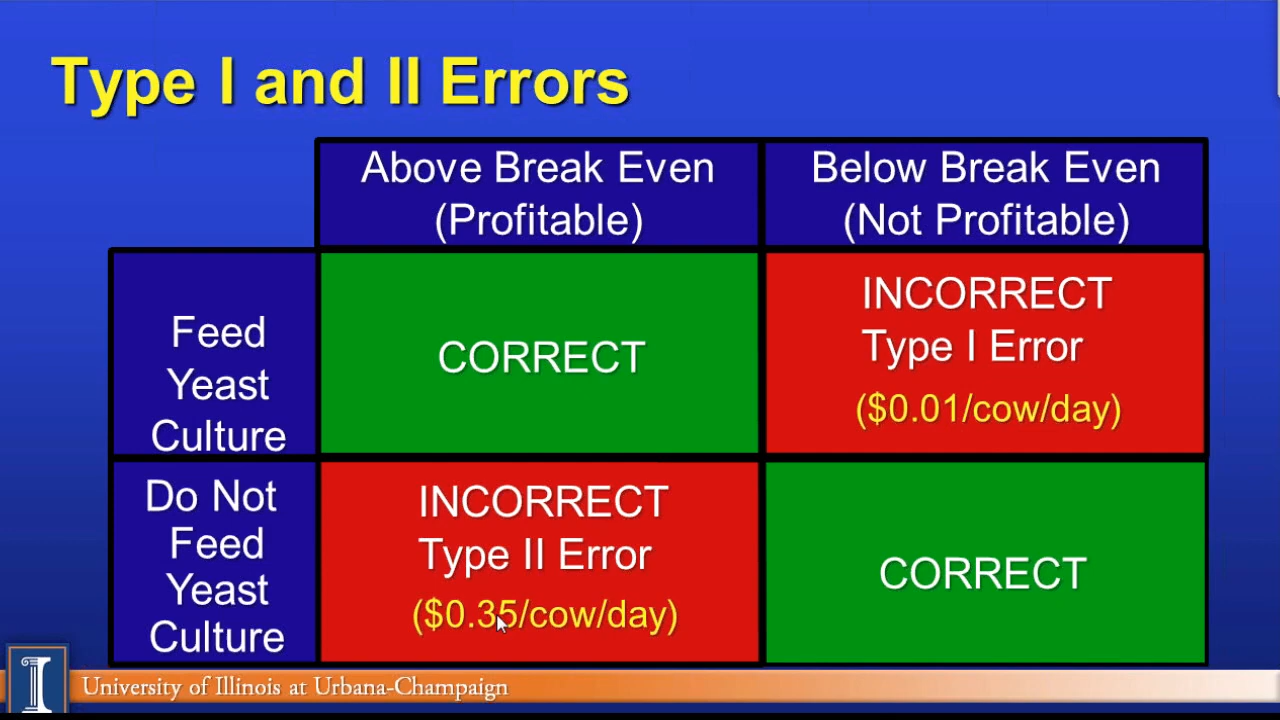 Type I and II Errors
Above Break Even
(Profitable)
Below Break Even
(Not Profitable)
Feed
Yeast
Culture
CORRECT
INCORRECT
Type I Error
($0.01/cow/day)
Do Not
Feed
Yeast
Culture
INCORRECT
Type II Error
($0.35/cow/day)
CORRECT
I
University of Illinois at Urbana-Champaign